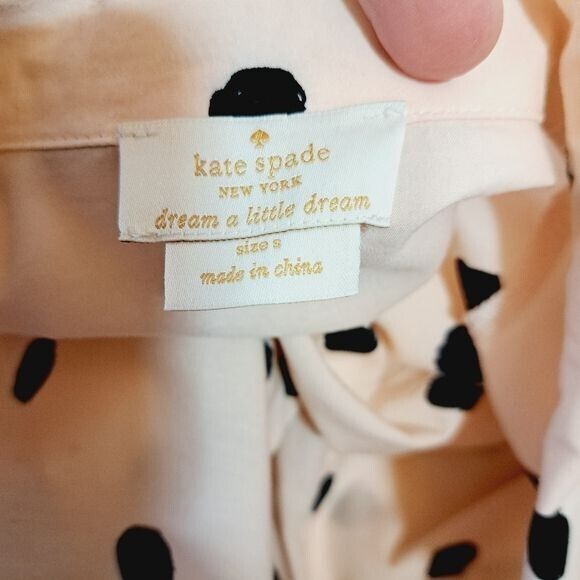 kate spade
NEW YORK
dream a little dream
size s
made in china